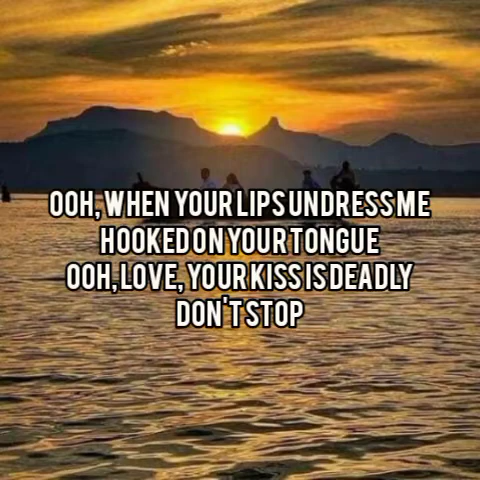 OOH, WHEN YOUR LIPS UNDRESS ME
HOOKED ON YOUR TONGUE
OOH, LOVE, YOUR KISS IS DEADLY
DON'T STOP